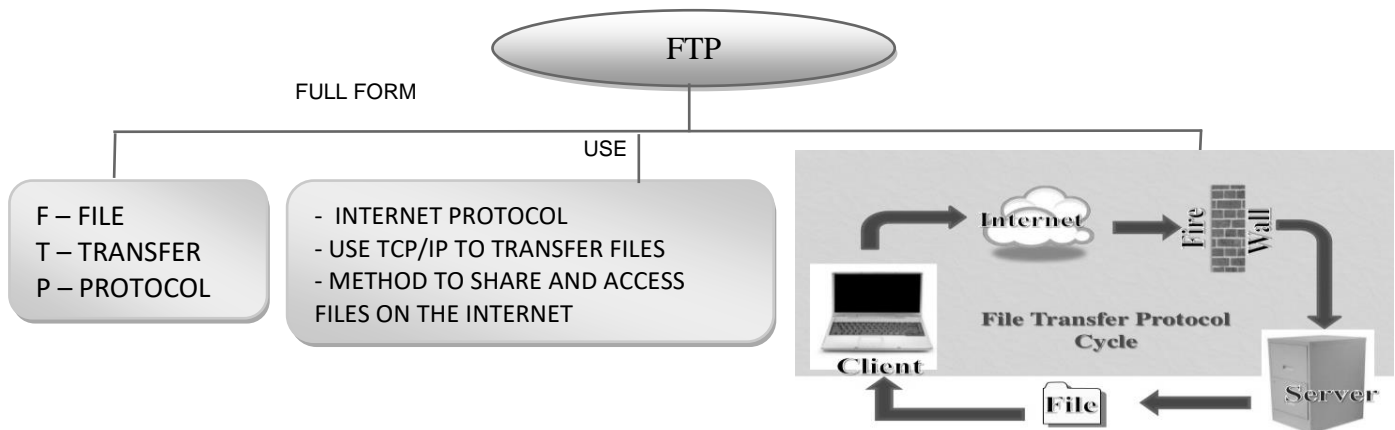 FTP
FULL FORM
USE
F – FILE
T – TRANSFER
P – PROTOCOL
- INTERNET PROTOCOL
- USE TCP/IP TO TRANSFER FILES
- METHOD TO SHARE AND ACCESS
FILES ON THE INTERNET
Internet
Fire
Wall
File Transfer Protocol
Cycle
Client
File
Server